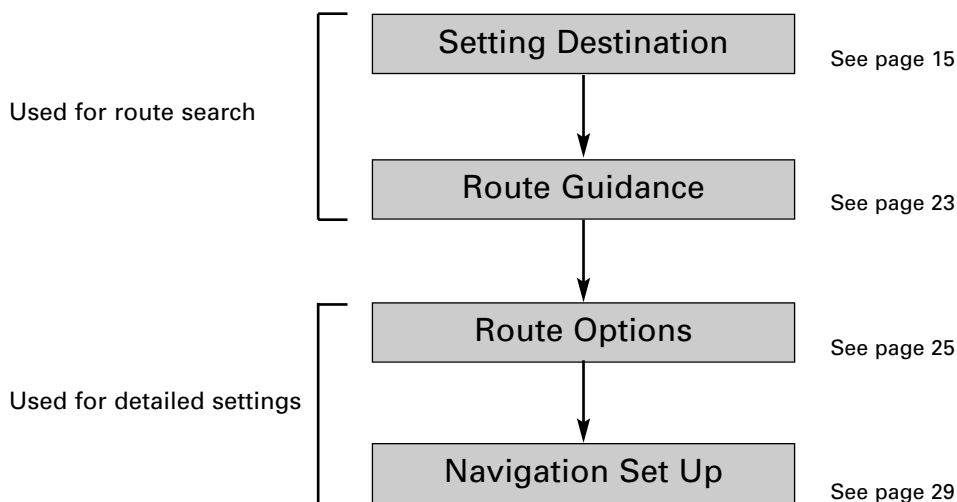 Setting Destination
See page 15
Used for route search
Route Guidance
See page 23
Route Options
See page 25
Used for detailed settings
Navigation Set Up
See page 29